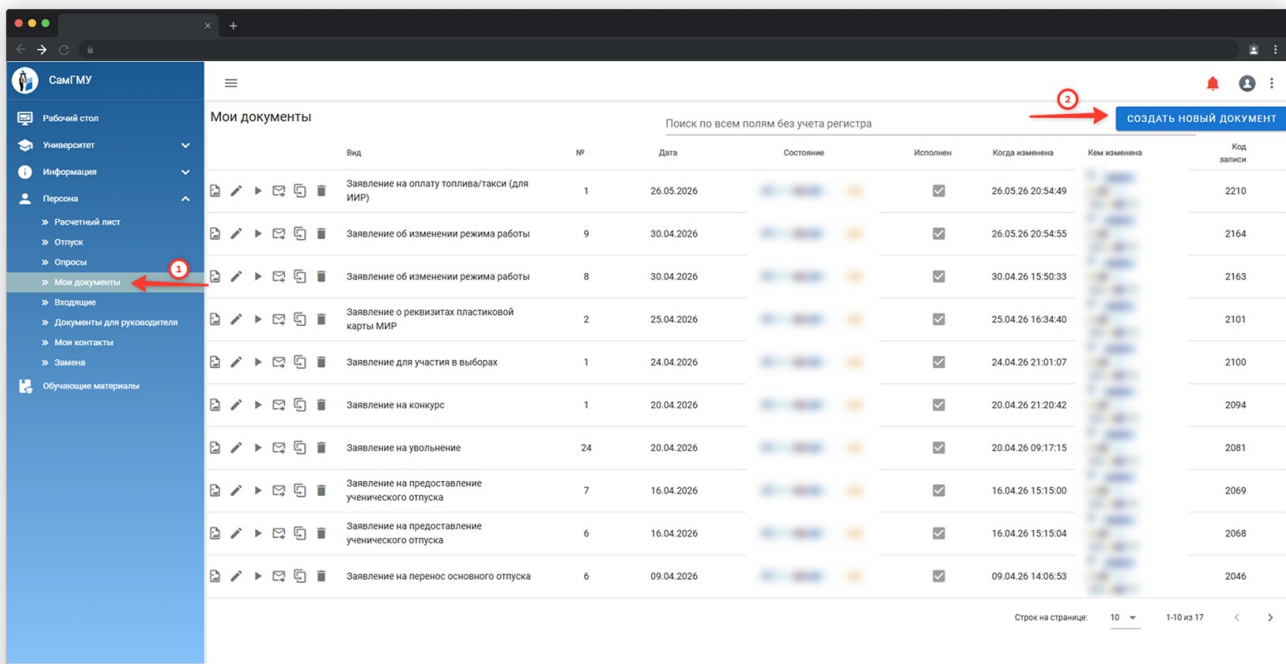 СамГМУ
Рабочий стол
Университет
Информация
Персона
» Расчетный лист
» Отпуск
» Опросы
» Мои документы
» Входящие
» Документы для руководителя
» Мои контакты
» Замена
Обучающие материалы
1
2
Мои документы
Поиск по всем полям без учета регистра
СОЗДАТЬ НОВЫЙ ДОКУМЕНТ
Вид № Дата Состояние Исполнен Когда изменена Кем изменена Код
записи
Заявление на оплату топлива/такси (для
ИИР) 1 26.05.2026 26.05.26 20:54:49 2210
Заявление об изменении режима работы 9 30.04.2026 26.05.26 20:54:55 2164
Заявление об изменении режима работы 8 30.04.2026 30.04.26 15:50:33 2163
Заявление о реквизитах пластиковой
карты МИР 2 25.04.2026 25.04.26 16:34:40 2101
Заявление для участия в выборах 1 24.04.2026 24.04.26 21:01:07 2100
Заявление на конкурс 1 20.04.2026 20.04.26 21:20:42 2094
Заявление на увольнение 24 20.04.2026 20.04.26 09:17:15 2081
Заявление на предоставление
ученического отпуска 7 16.04.2026 16.04.26 15:15:00 2069
Заявление на предоставление
ученического отпуска 6 16.04.2026 16.04.26 15:15:04 2068
Заявление на перенос основного отпуска 6 09.04.2026 09.04.26 14:06:53 2046
Строк на странице: 10 1-10 из 17